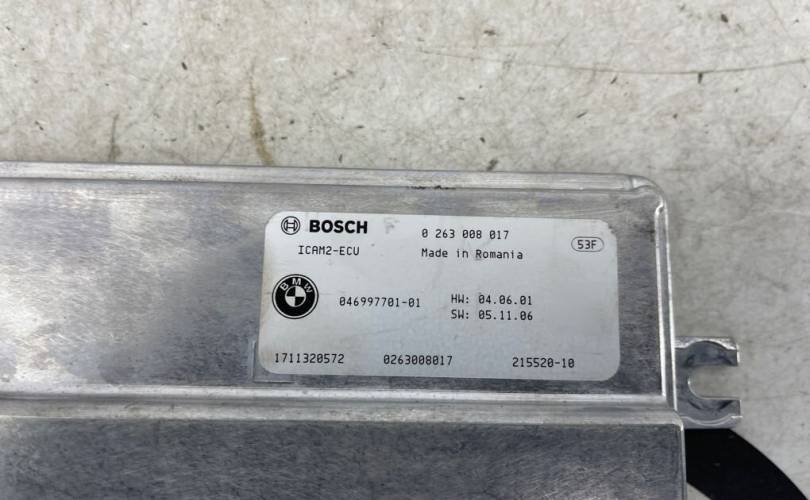 BOSCH F 0 263 008 017
ICAM2-ECU Made in Romania 53F
BMW 046997701-01 HW: 04.06.01
SW: 05.11.06
1711320572 0263008017 215520-10